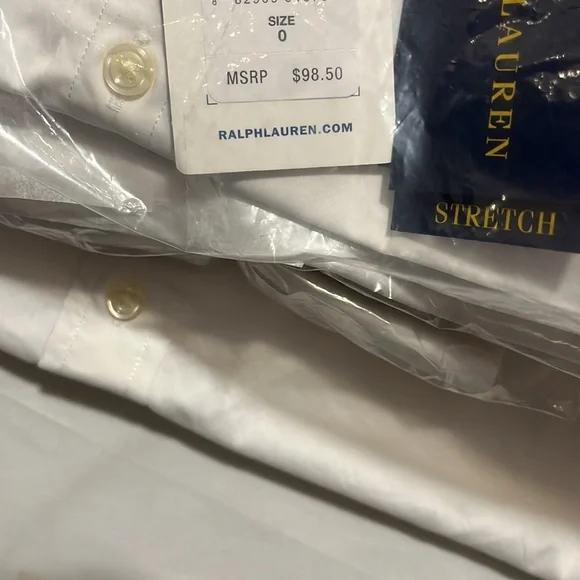 SIZE
0
MSRP $98.50
RALPHLAUREN.COM
LAUREN
STRETCH